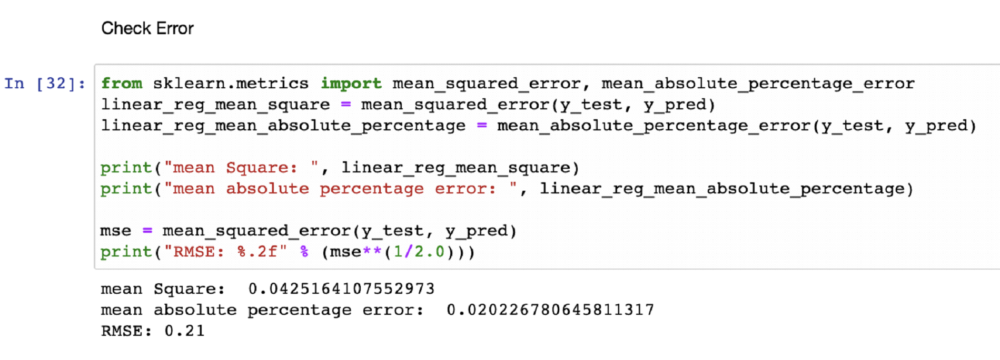 Check Error
In [32]: from sklearn.metrics import mean_squared_error, mean_absolute_percentage_error
linear_reg_mean_square = mean_squared_error(y_test, y_pred)
linear_reg_mean_absolute_percentage = mean_absolute_percentage_error(y_test, y_pred)
print("mean Square: ", linear_reg_mean_square)
print("mean absolute percentage error: ", linear_reg_mean_absolute_percentage)
mse = mean_squared_error(y_test, y_pred)
print("RMSE: %.2f" % (mse**(1/2.0)))
mean Square:  0.0425164107552973
mean absolute percentage error:  0.020226780645811317
RMSE: 0.21